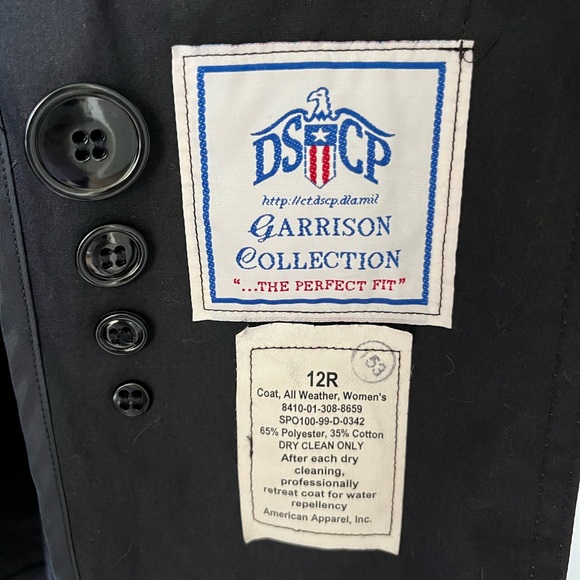 DSCP
http://ct.dscp.dla.mil
GARRISON
COLLECTION
"...THE PERFECT FIT"
153
12R
Coat, All Weather, Women's
8410-01-308-8659
SPO100-99-D-0342
65% Polyester, 35% Cotton
DRY CLEAN ONLY
After each dry
cleaning,
professionally
retreat coat for water
repellency
American Apparel, Inc.